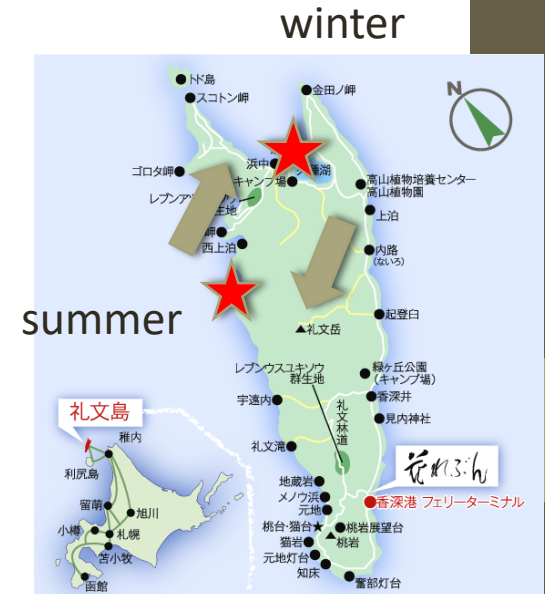 winter
トド島
スコトン岬
金田ノ岬
N
浜中
キャンプ場
ゴロタ岬
高山植物培養センター
高山植物園
上泊
西上泊
内路
(ないろ)
summer
起登臼
礼文岳
レブンウスユキソウ
群生地
緑ヶ丘公園
(キャンプ場)
宇遠内
香深井
礼文林道
見内神社
礼文島
稚内
利尻島
礼文滝
花れぶん
地蔵岩
メノウ浜
元地
香深港 フェリーターミナル
留萌
旭川
小樽
札幌
苫小牧
函館
桃台・猫台
桃岩展望台
猫岩
桃岩
元地灯台
知床
奮部灯台